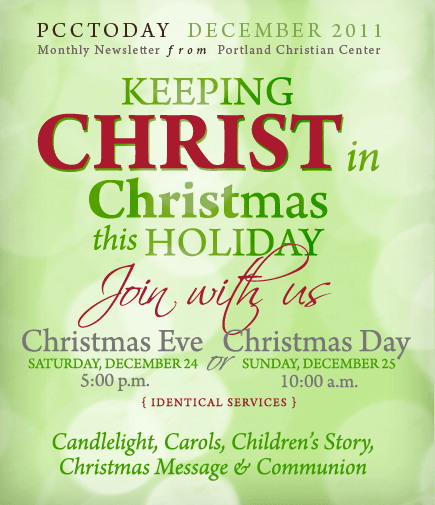 PCCTODAY DECEMBER 2011
Monthly Newsletter from Portland Christian Center
KEEPING
CHRIST in
Christmas
this HOLIDAY
Join with us
Christmas Eve or Christmas Day
SATURDAY, DECEMBER 24 SUNDAY, DECEMBER 25
5:00 p.m. 10:00 a.m.
{ IDENTICAL SERVICES }
Candlelight, Carols, Children's Story,
Christmas Message & Communion